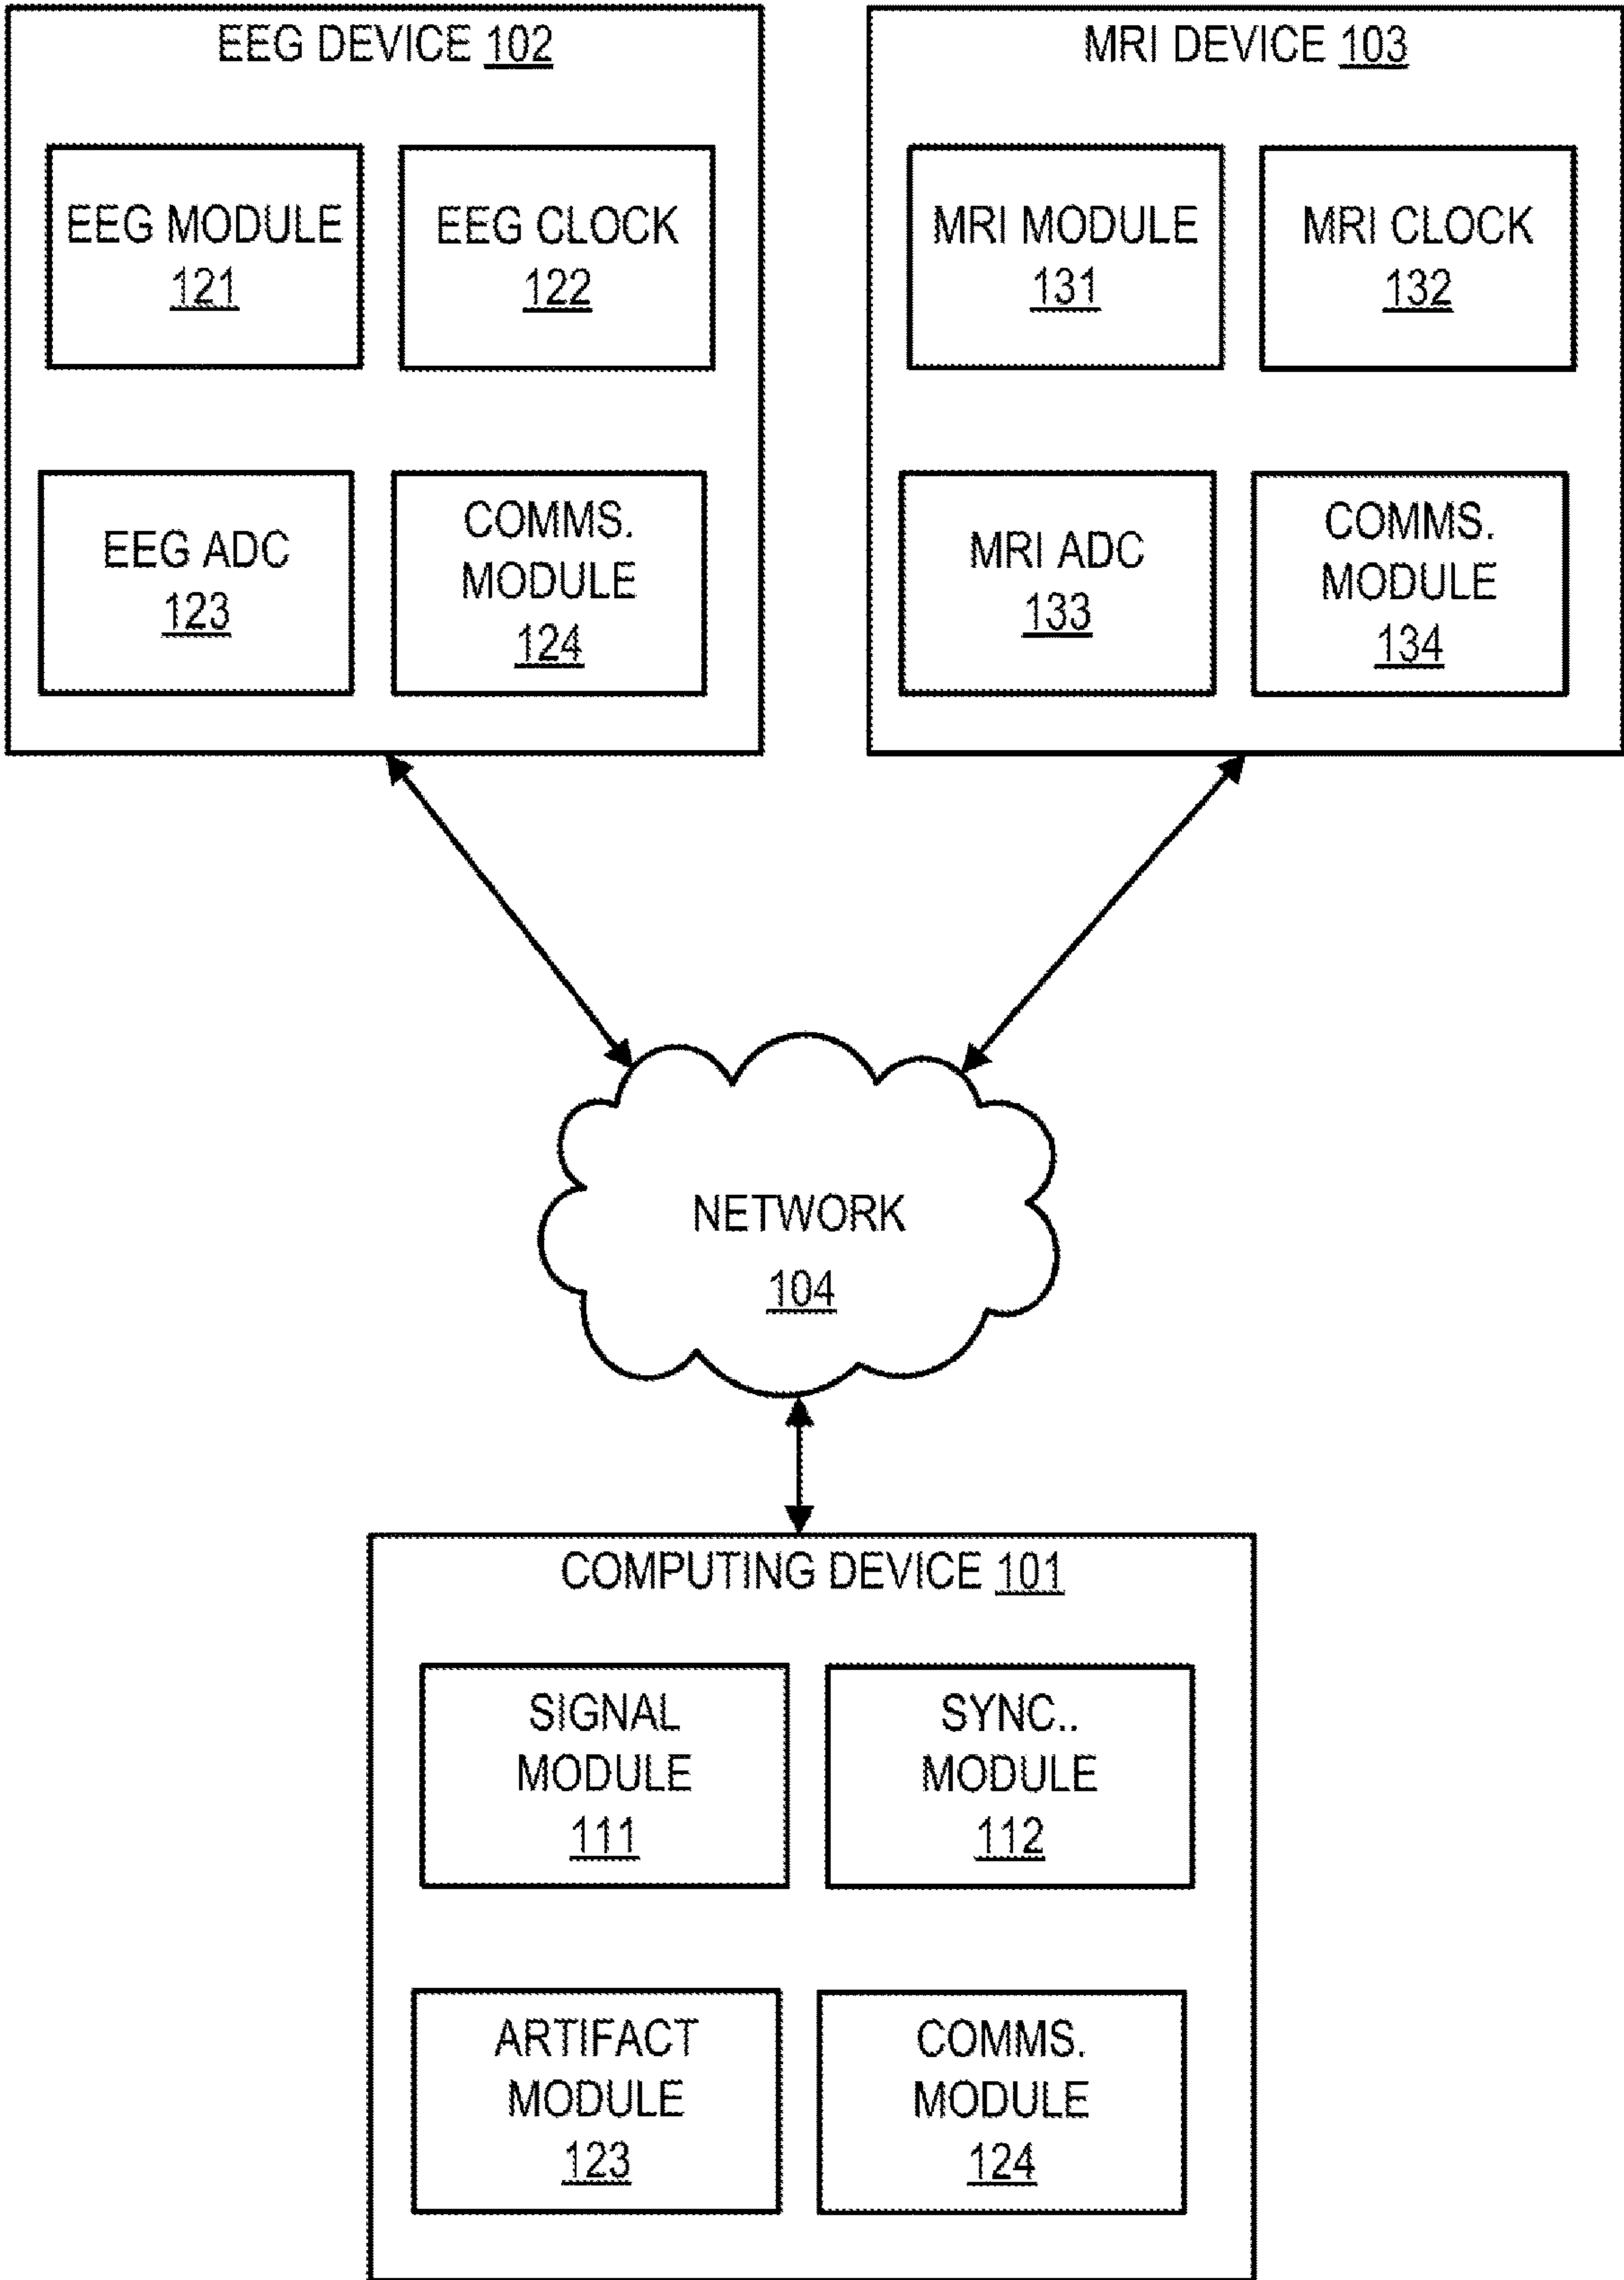 EEG DEVICE 102
EEG MODULE
121
EEG CLOCK
122
EEG ADC
123
COMMS.
MODULE
124
MRI DEVICE 103
MRI MODULE
131
MRI CLOCK
132
MRI ADC
133
COMMS.
MODULE
134
NETWORK
104
COMPUTING DEVICE 101
SIGNAL
MODULE
111
SYNC..
MODULE
112
ARTIFACT
MODULE
123
COMMS.
MODULE
124